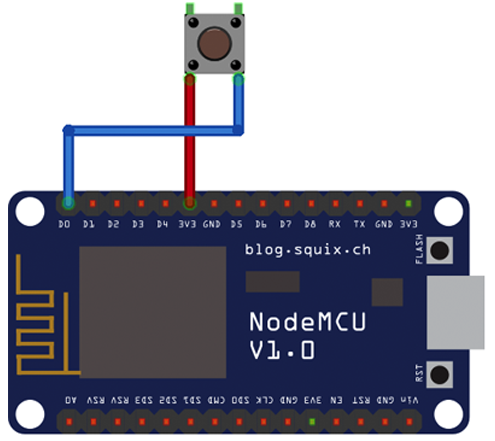 D0 D1 D2 D3 D4 3V3 GND D5 D6 D7 D8 RX TX GND 3V3
blog.squix.ch
FLASH
NodeMCU
V1.0
RST
A0 RSV RSV SD3 SD2 SD1 CMD SD0 CLK GND 3V3 EN RST GND Vin